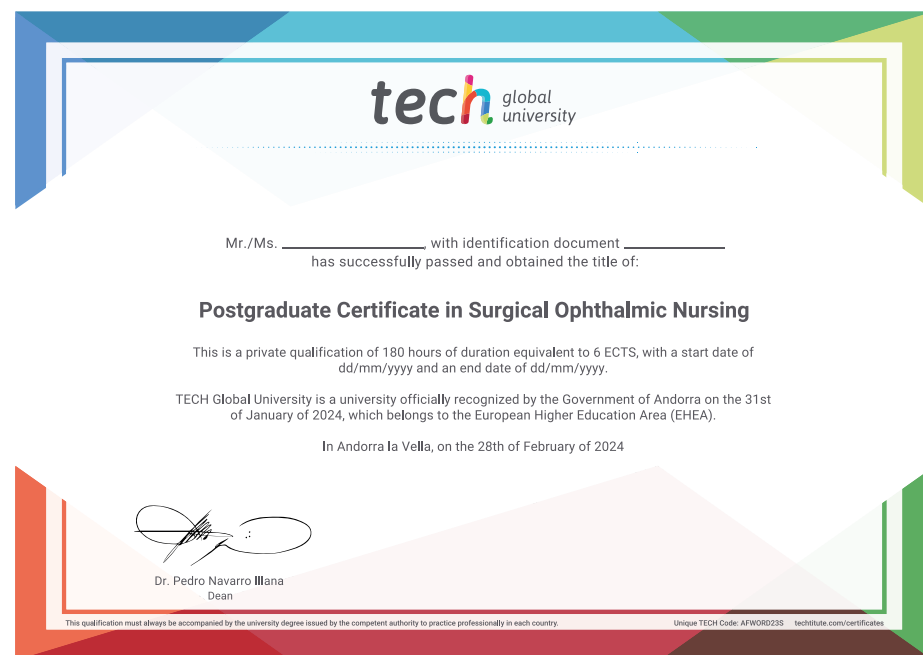 tech global university
Mr./Ms. ____________, with identification document ____________
has successfully passed and obtained the title of:
Postgraduate Certificate in Surgical Ophthalmic Nursing
This is a private qualification of 180 hours of duration equivalent to 6 ECTS, with a start date of
dd/mm/yyyy and an end date of dd/mm/yyyy.
TECH Global University is a university officially recognized by the Government of Andorra on the 31st
of January of 2024, which belongs to the European Higher Education Area (EHEA).
In Andorra la Vella, on the 28th of February of 2024
Dr. Pedro Navarro Illana
Dean
This qualification must always be accompanied by the university degree issued by the competent authority to practice professionally in each country.
Unique TECH Code: AFWORD23S techtitute.com/certificates